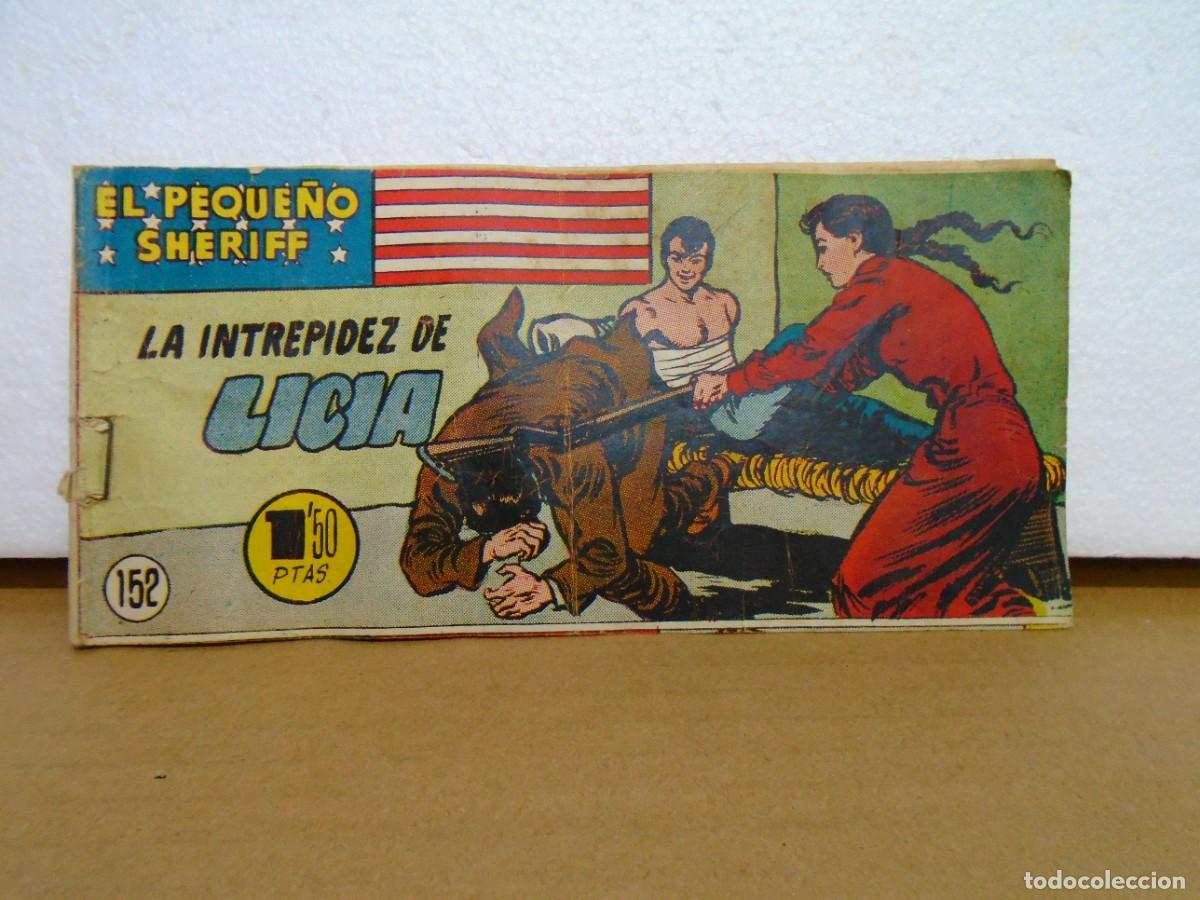 EL PEQUEÑO
SHERIFF
LA INTREPIDEZ DE
LICIA
1'50
PTAS.
152
todocoleccion